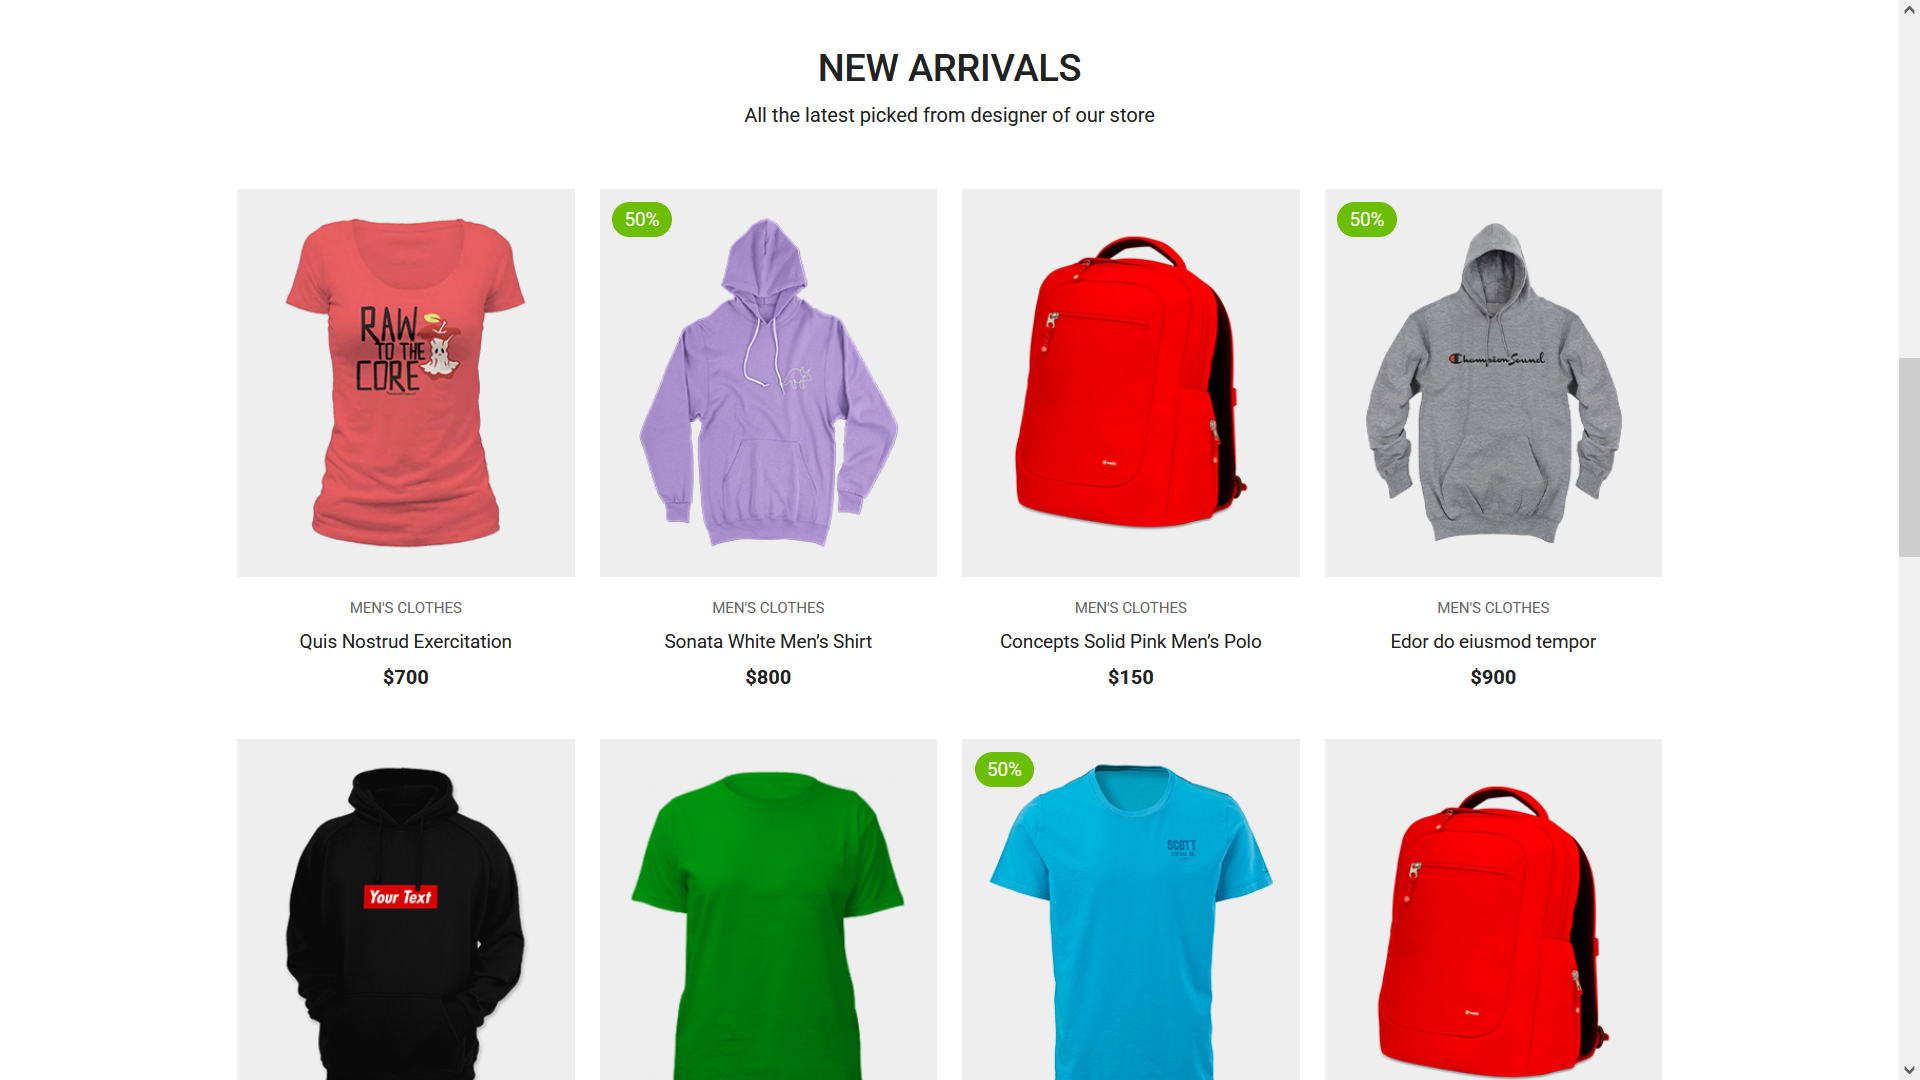 NEW ARRIVALS
All the latest picked from designer of our store
50%
50%
RAW
TO THE
CORE
ChampionSound
MEN'S CLOTHES
MEN'S CLOTHES
MEN'S CLOTHES
MEN'S CLOTHES
Quis Nostrud Exercitation
Sonata White Men’s Shirt
Concepts Solid Pink Men’s Polo
Edor do eiusmod tempor
$700
$800
$150
$900
50%
Your Text
SCOTT